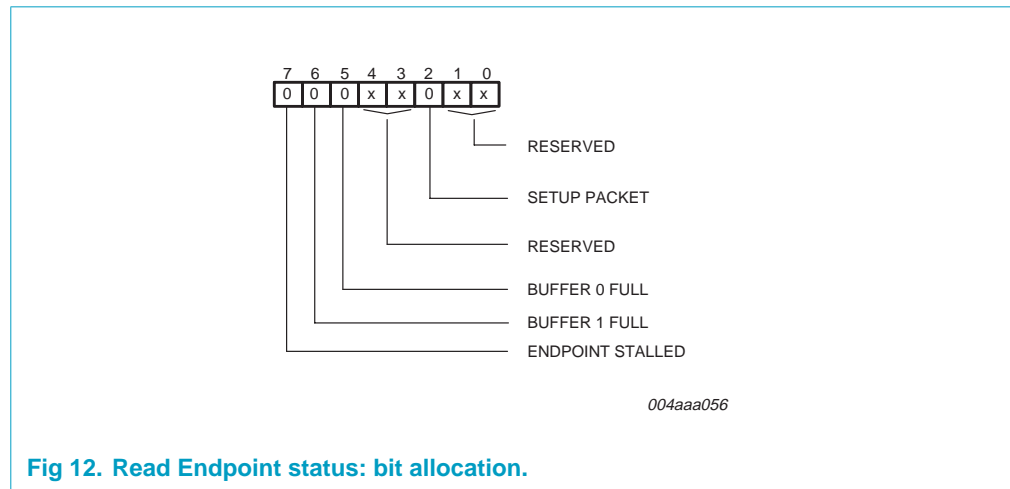 7 6 5 4 3 2 1 0
0 0 0 x x 0 x x
RESERVED
SETUP PACKET
RESERVED
BUFFER 0 FULL
BUFFER 1 FULL
ENDPOINT STALLED
004aaa056
Fig 12. Read Endpoint status: bit allocation.